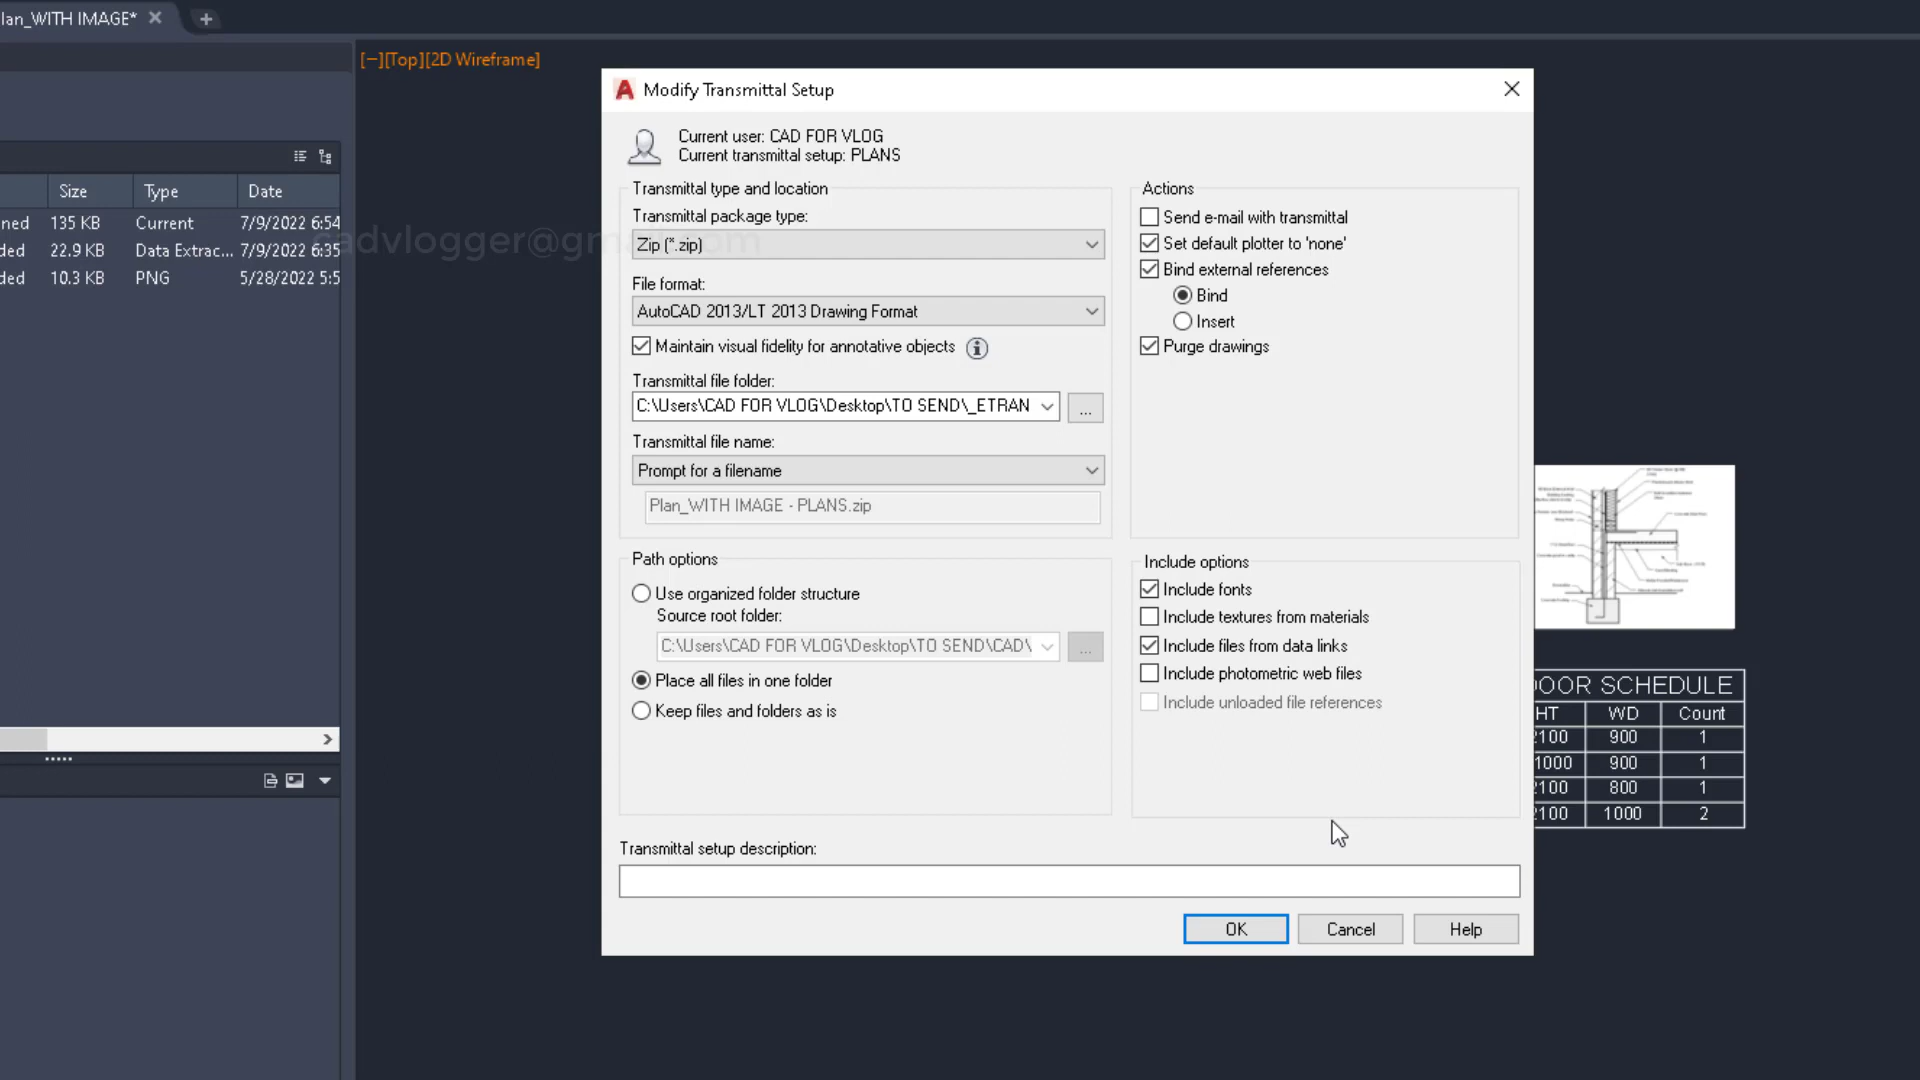 lan_WITH IMAGE*
[−][Top][2D Wireframe]
Size Type Date
ned 135 KB Current 7/9/2022 6:54
ded 22.9 KB Data Extrac... 7/9/2022 6:35
ded 10.3 KB PNG 5/28/2022 5:5
cadvlogger@gmail.com
Modify Transmittal Setup
Current user: CAD FOR VLOG
Current transmittal setup: PLANS
Transmittal type and location
Transmittal package type:
Zip (*.zip)
File format:
AutoCAD 2013/LT 2013 Drawing Format
Maintain visual fidelity for annotative objects
Transmittal file folder:
C:\Users\CAD FOR VLOG\Desktop\TO SEND\_ETRAN
...
Transmittal file name:
Prompt for a filename
Plan_WITH IMAGE - PLANS.zip
Path options
Use organized folder structure
Source root folder:
C:\Users\CAD FOR VLOG\Desktop\TO SEND\CAD\
...
Place all files in one folder
Keep files and folders as is
Actions
Send e-mail with transmittal
Set default plotter to 'none'
Bind external references
Bind
Insert
Purge drawings
Include options
Include fonts
Include textures from materials
Include files from data links
Include photometric web files
Include unloaded file references
Transmittal setup description:
OK Cancel Help
OOR SCHEDULE
HT WD Count
2100 900 1
1000 900 1
2100 800 1
2100 1000 2